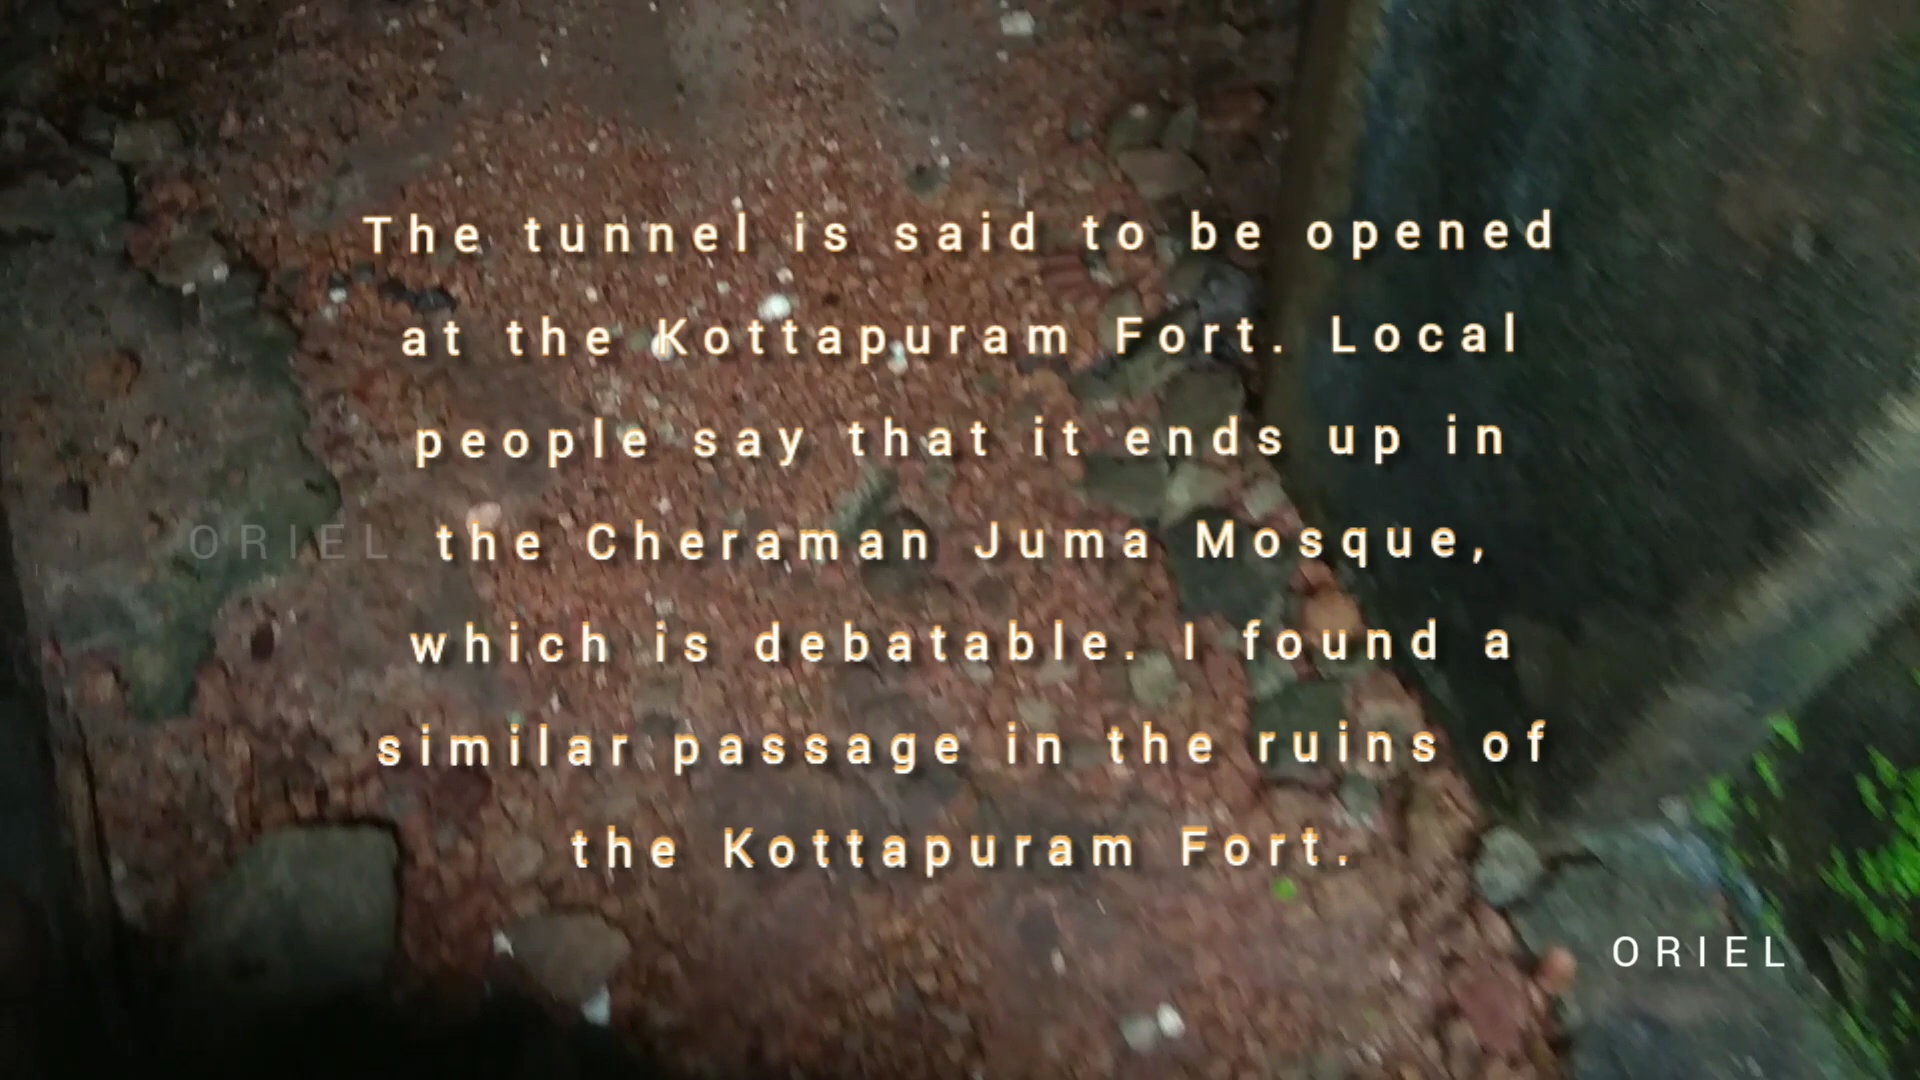 The tunnel is said to be opened
at the Kottapuram Fort. Local
people say that it ends up in
ORIEL
the Cheraman Juma Mosque,
which is debatable. I found a
similar passage in the ruins of
the Kottapuram Fort.
ORIEL